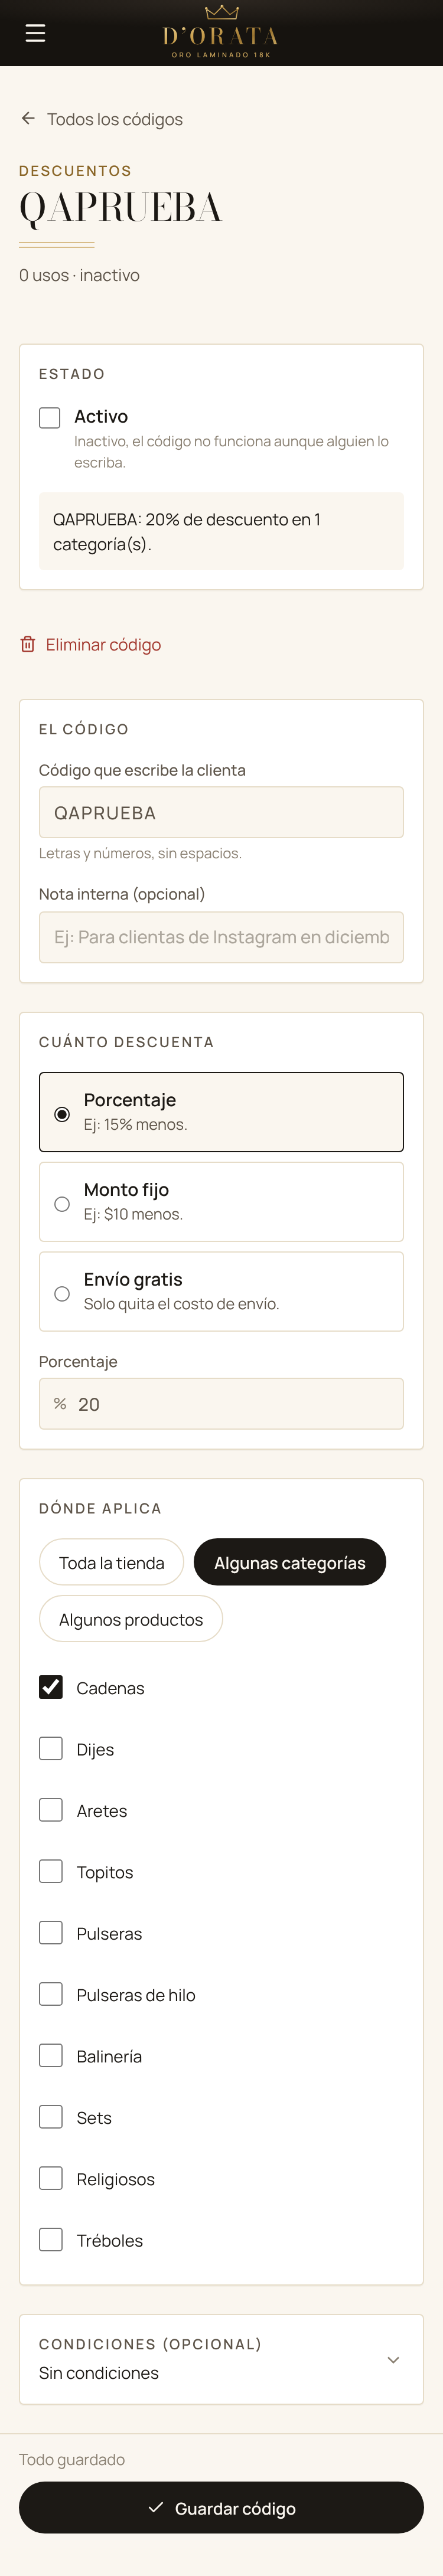 D'ORATA
ORO LAMINADO 18K
Todos los códigos
DESCUENTOS
QAPRUEBA
0 usos · inactivo
ESTADO
Activo
Inactivo, el código no funciona aunque alguien lo
escriba.
QAPRUEBA: 20% de descuento en 1
categoría(s).
Eliminar código
EL CÓDIGO
Código que escribe la clienta
QAPRUEBA
Letras y números, sin espacios.
Nota interna (opcional)
Ej: Para clientas de Instagram en diciemb
CUÁNTO DESCUENTA
Porcentaje
Ej: 15% menos.
Monto fijo
Ej: $10 menos.
Envío gratis
Solo quita el costo de envío.
Porcentaje
% 20
DÓNDE APLICA
Toda la tienda
Algunas categorías
Algunos productos
Cadenas
Dijes
Aretes
Topitos
Pulseras
Pulseras de hilo
Balinería
Sets
Religiosos
Tréboles
CONDICIONES (OPCIONAL)
Sin condiciones
Todo guardado
Guardar código